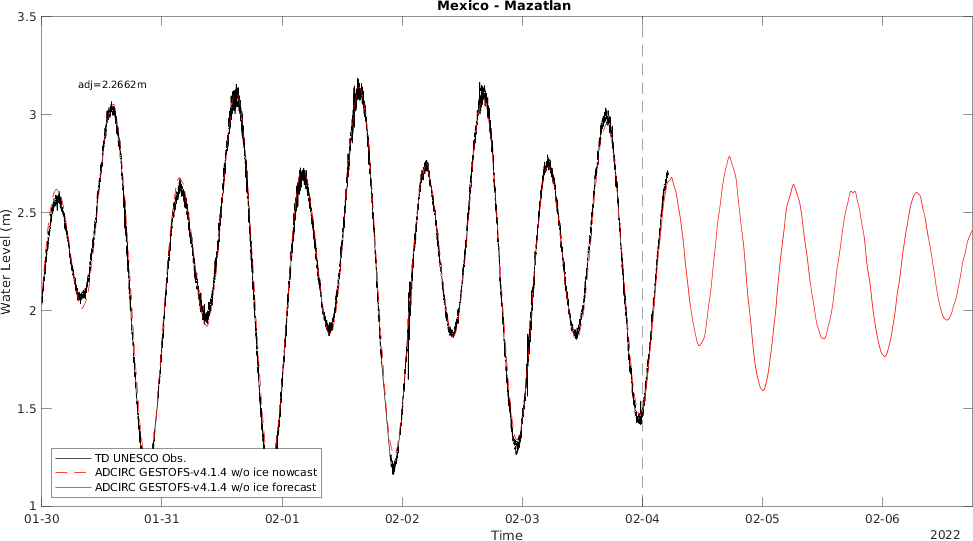 Mexico - Mazatlan
3.5
adj=2.2662m
3
2.5
Water Level (m)
2
1.5
TD UNESCO Obs.
ADCIRC GESTOFS-v4.1.4 w/o ice nowcast
ADCIRC GESTOFS-v4.1.4 w/o ice forecast
1
01-30 01-31 02-01 02-02 02-03 02-04 02-05 02-06
Time
2022